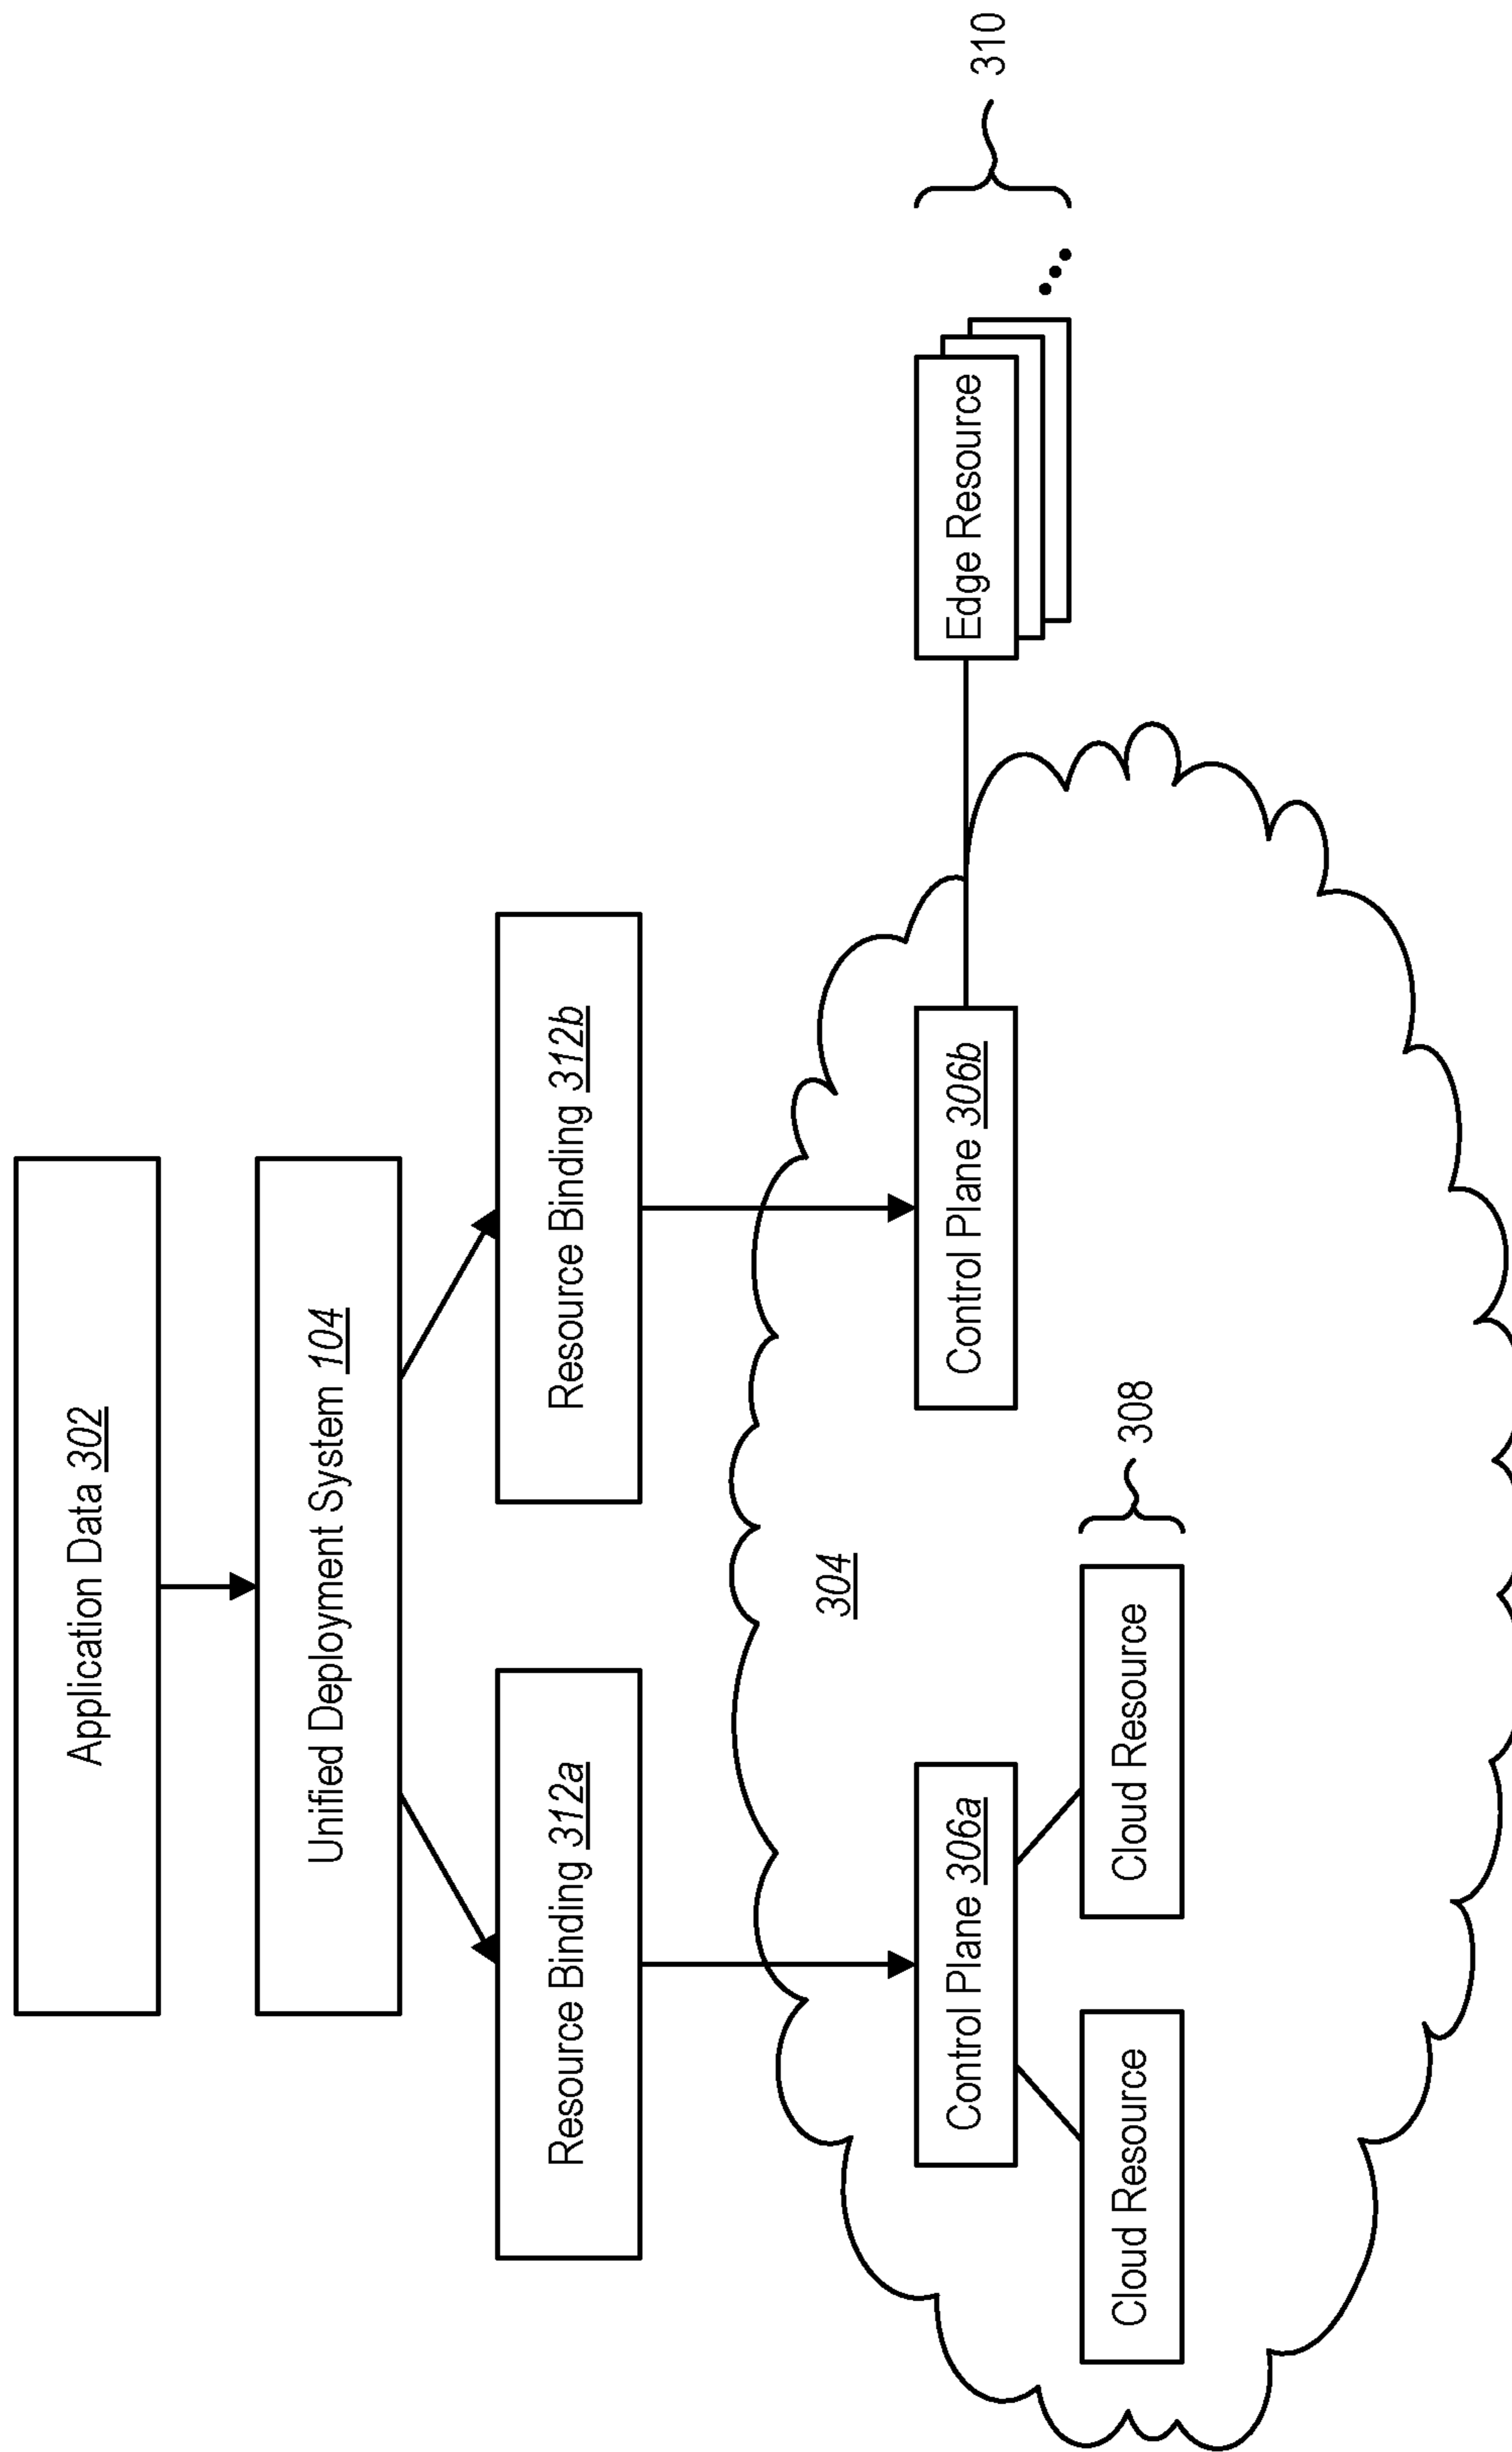 Application Data 302
Unified Deployment System 104
Resource Binding 312a
Resource Binding 312b
304
Control Plane 306a
Control Plane 306b
Edge Resource
310
Cloud Resource
Cloud Resource
308